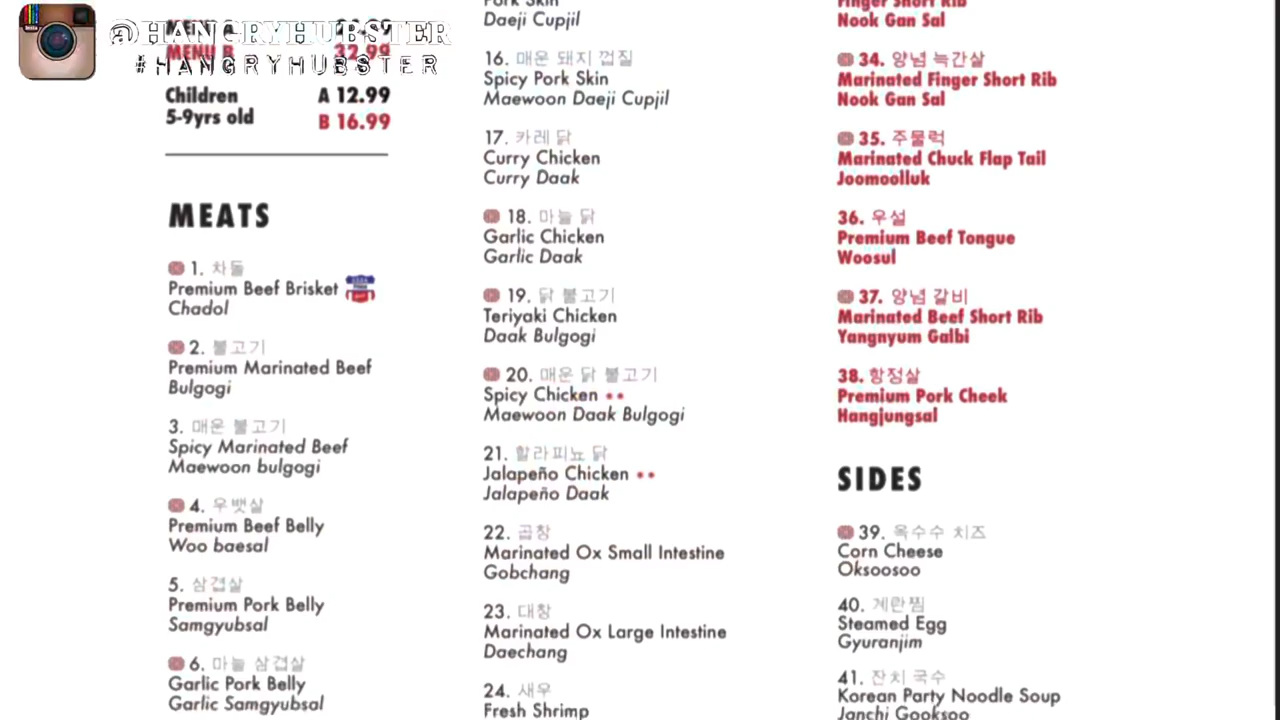 @HANGRYHUBSTER
#HANGRYHUBSTER
MENU B 32.99
Children A 12.99
5-9yrs old B 16.99
MEATS
1. 차돌
Premium Beef Brisket
Chadol
2. 불고기
Premium Marinated Beef
Bulgogi
3. 매운 불고기
Spicy Marinated Beef
Maewoon bulgogi
4. 우뱃살
Premium Beef Belly
Woo baesal
5. 삼겹살
Premium Pork Belly
Samgyubsal
6. 마늘 삼겹살
Garlic Pork Belly
Garlic Samgyubsal
Pork Skin
Daeji Cupjil
16. 매운 돼지 껍질
Spicy Pork Skin
Maewoon Daeji Cupjil
17. 카레 닭
Curry Chicken
Curry Daak
18. 마늘 닭
Garlic Chicken
Garlic Daak
19. 닭 불고기
Teriyaki Chicken
Daak Bulgogi
20. 매운 닭 불고기
Spicy Chicken
Maewoon Daak Bulgogi
21. 할라피뇨 닭
Jalapeño Chicken
Jalapeño Daak
22. 곱창
Marinated Ox Small Intestine
Gobchang
23. 대창
Marinated Ox Large Intestine
Daechang
24. 새우
Fresh Shrimp
Finger Short Rib
Nook Gan Sal
34. 양념 늑간살
Marinated Finger Short Rib
Nook Gan Sal
35. 주물럭
Marinated Chuck Flap Tail
Joomoolluk
36. 우설
Premium Beef Tongue
Woosul
37. 양념 갈비
Marinated Beef Short Rib
Yangnyum Galbi
38. 항정살
Premium Pork Cheek
Hangjungsal
SIDES
39. 옥수수 치즈
Corn Cheese
Oksoosoo
40. 계란찜
Steamed Egg
Gyuranjim
41. 잔치 국수
Korean Party Noodle Soup
Janchi Gooksoo